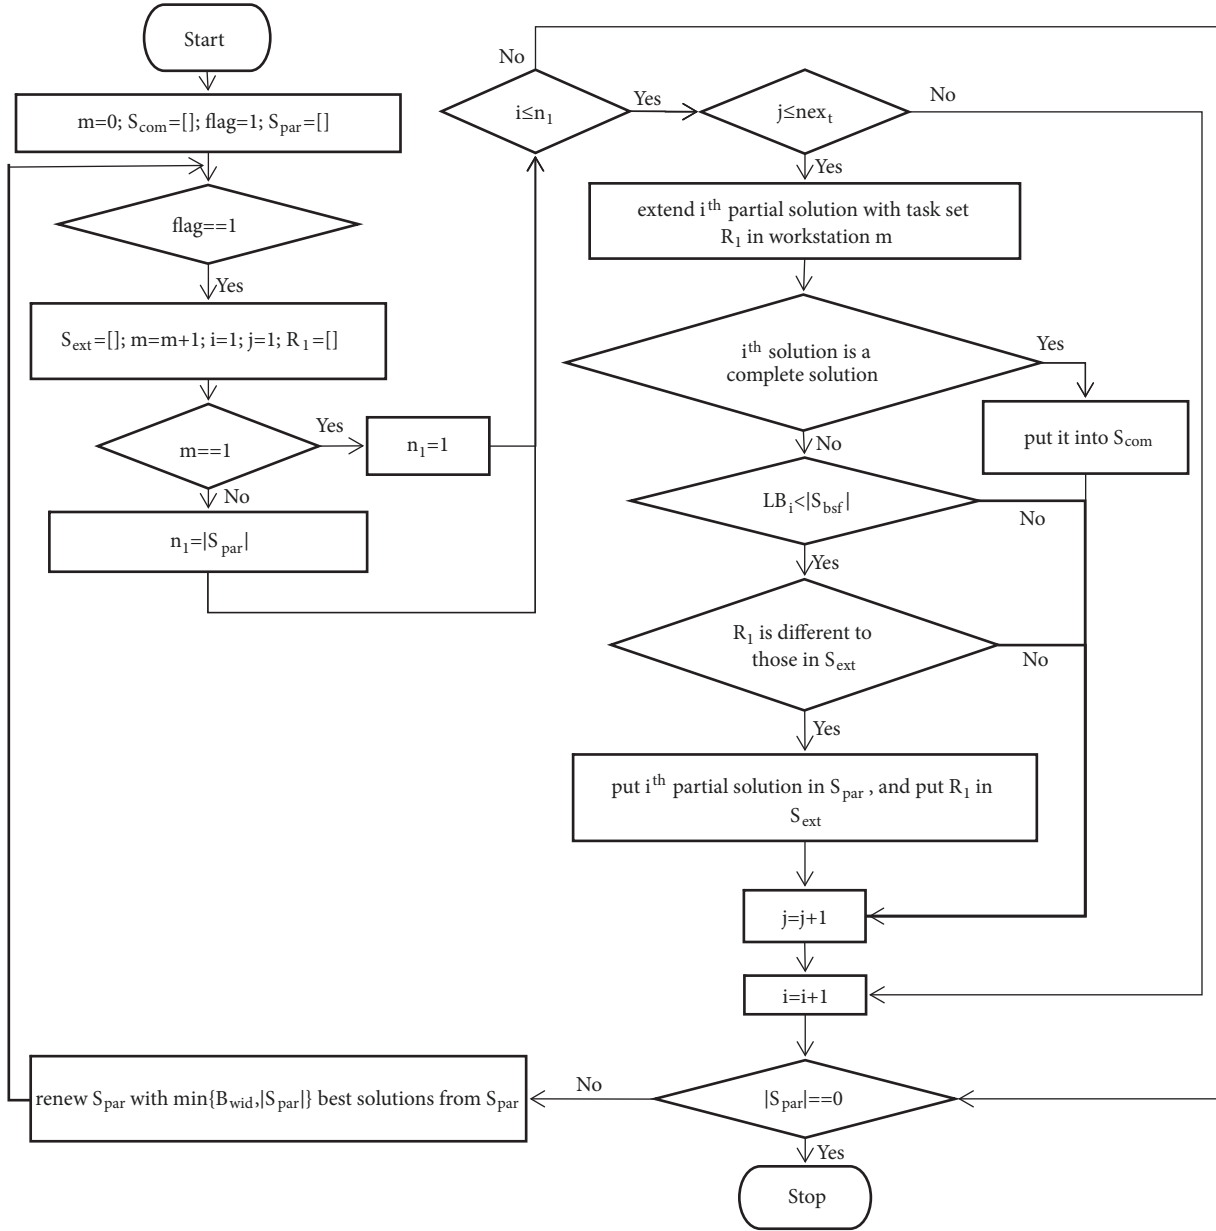 Start
m=0; S_com=[]; flag=1; S_par=[]
flag==1
Yes
S_ext=[]; m=m+1; i=1; j=1; R_1=[]
m==1
Yes
n_1=1
No
n_1=|S_par|
No
i≤n_1
Yes
j≤nex_t
No
Yes
extend i^th partial solution with task set
R_1 in workstation m
i^th solution is a
complete solution
Yes
put it into S_com
No
LB_i<|S_bsf|
No
Yes
R_1 is different to
those in S_ext
No
Yes
put i^th partial solution in S_par , and put R_1 in
S_ext
j=j+1
i=i+1
|S_par|==0
No
renew S_par with min{B_wid,|S_par|} best solutions from S_par
Yes
Stop